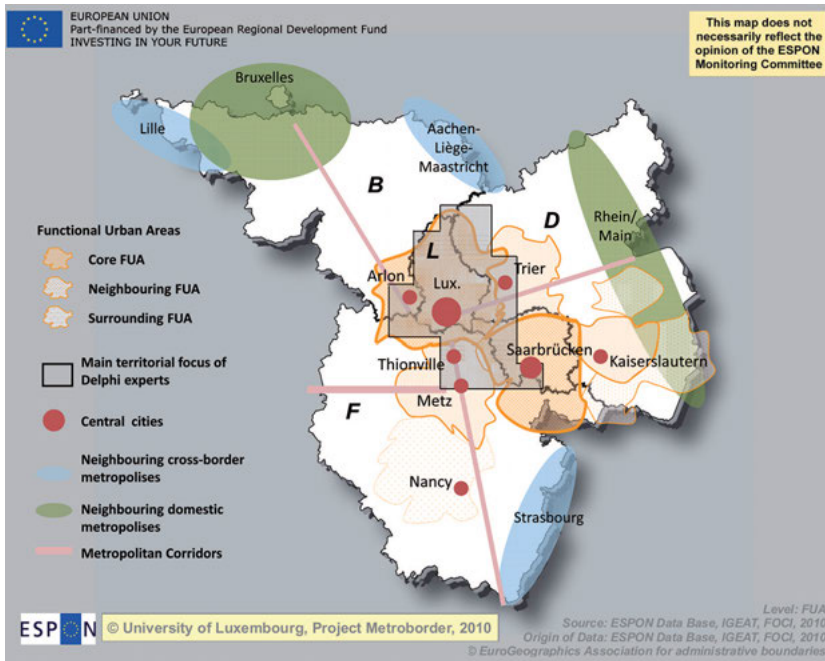 EUROPEAN UNION
Part-financed by the European Regional Development Fund
INVESTING IN YOUR FUTURE
This map does not
necessarily reflect the
opinion of the ESPON
Monitoring Committee
Bruxelles
Lille
Aachen-
Liège-
Maastricht
B
D
Rhein/
Main
L
Arlon
Lux.
Trier
Thionville
Saarbrücken
Kaiserslautern
Metz
F
Nancy
Strasbourg
Functional Urban Areas
Core FUA
Neighbouring FUA
Surrounding FUA
Main territorial focus of
Delphi experts
Central cities
Neighbouring cross-border
metropolises
Neighbouring domestic
metropolises
Metropolitan Corridors
ESPON
© University of Luxembourg, Project Metroborder, 2010
Level: FUA
Source: ESPON Data Base, IGEAT, FOCI, 2010
Origin of Data: ESPON Data Base, IGEAT, FOCI, 2010
© EuroGeographics Association for administrative boundaries